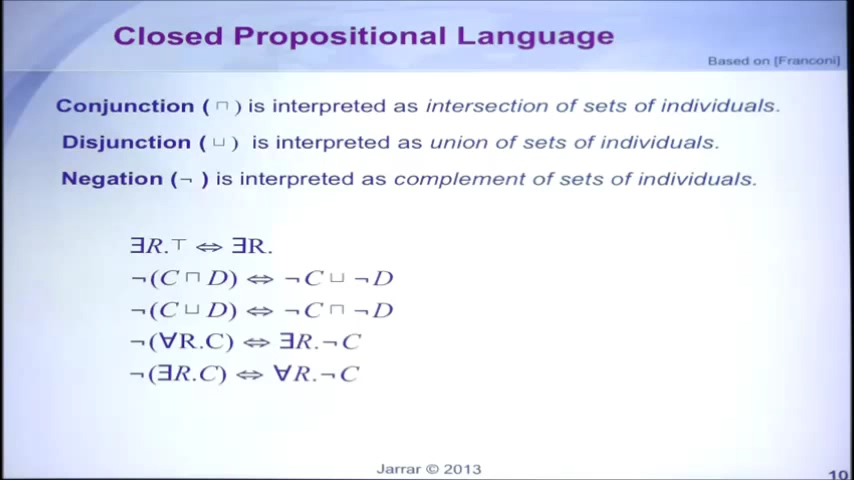 Closed Propositional Language
Based on [Franconi]
Conjunction ( ⊓ ) is interpreted as intersection of sets of individuals.
Disjunction ( ⊔ ) is interpreted as union of sets of individuals.
Negation (¬ ) is interpreted as complement of sets of individuals.
∃R.⊤ ⇔ ∃R.
¬(C ⊓ D) ⇔ ¬C ⊔ ¬D
¬(C ⊔ D) ⇔ ¬C ⊓ ¬D
¬(∀R.C) ⇔ ∃R.¬C
¬(∃R.C) ⇔ ∀R.¬C
Jarrar © 2013
10